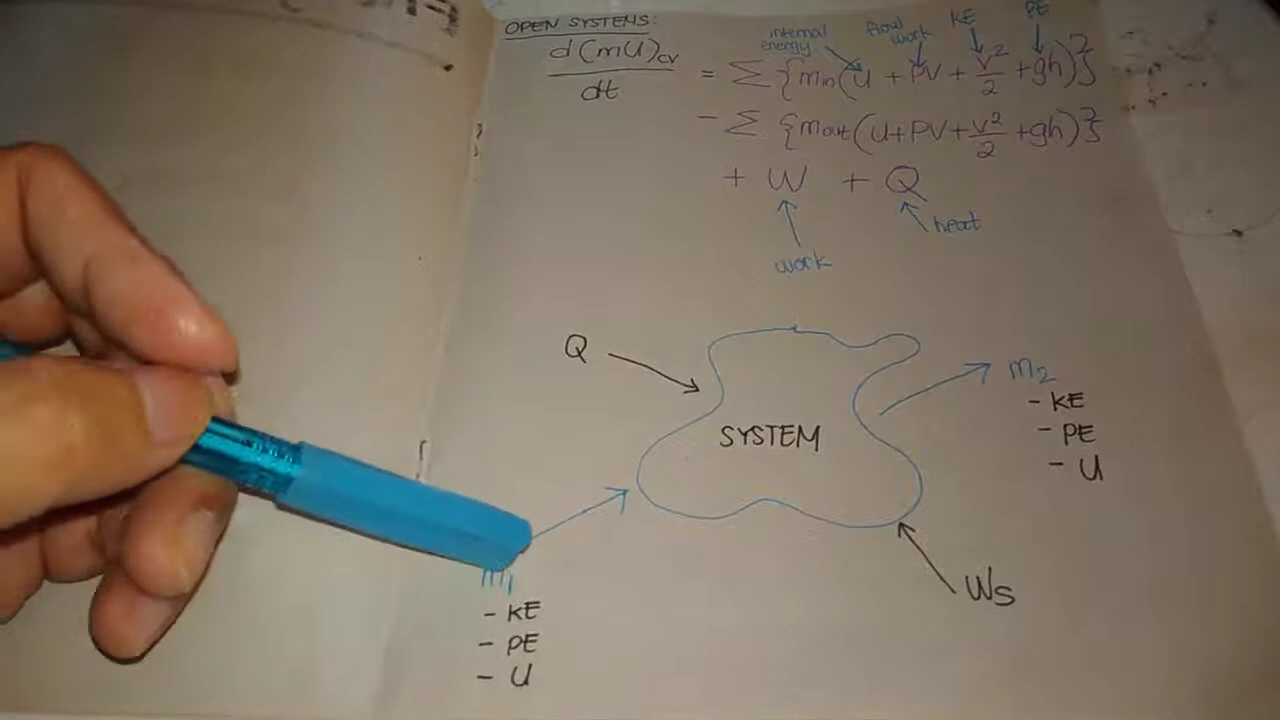 OPEN SYSTEMS:
internal energy
flow work
KE
PE
d(mU)cv / dt = Σ {min(U + PV + v²/2 + gh)}
- Σ {mout(U+PV+v²/2 +gh)}
+ W + Q
heat
work
Q
m2
- KE
- PE
- U
SYSTEM
m1
- KE
- PE
- U
Ws